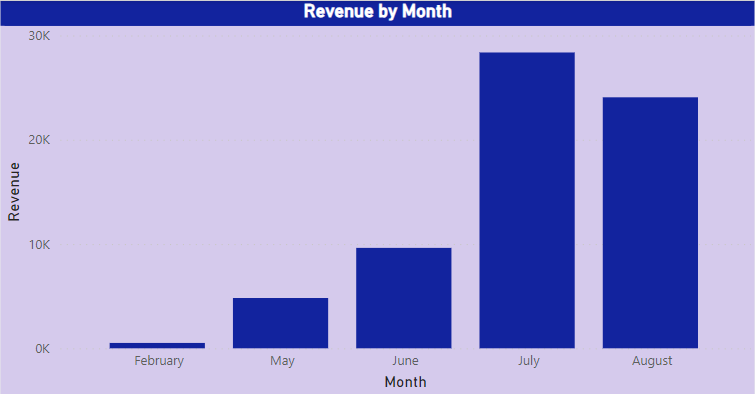 Revenue by Month
30K
20K
10K
0K
Revenue
February May June July August
Month